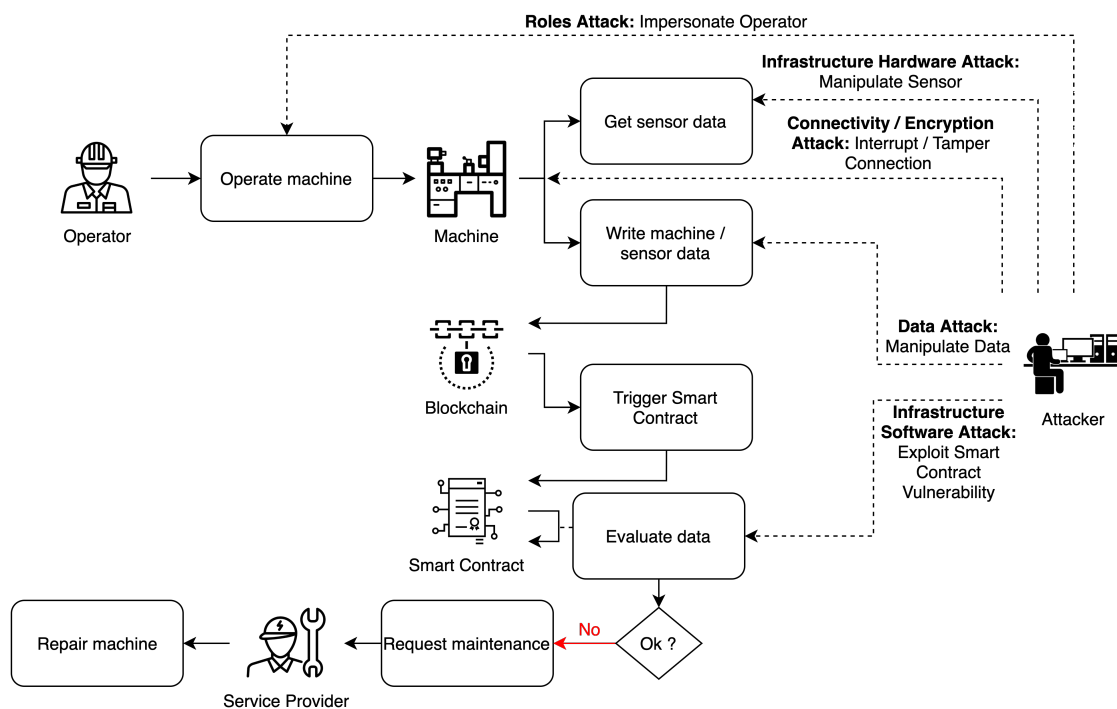 Roles Attack: Impersonate Operator
Infrastructure Hardware Attack:
Manipulate Sensor
Get sensor data
Connectivity / Encryption
Attack: Interrupt / Tamper
Connection
Operate machine
Operator
Machine
Write machine /
sensor data
Data Attack:
Manipulate Data
Blockchain
Trigger Smart
Contract
Attacker
Infrastructure
Software Attack:
Exploit Smart
Contract
Vulnerability
Smart Contract
Evaluate data
No
Ok ?
Request maintenance
Repair machine
Service Provider